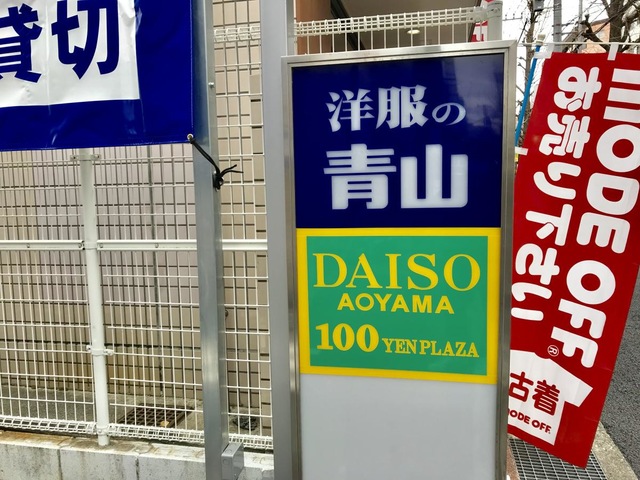 貸切
洋服の
青山
DAISO
AOYAMA
100 YEN PLAZA
MODE OFF®
お売り下さい
古着
MODE OFF.